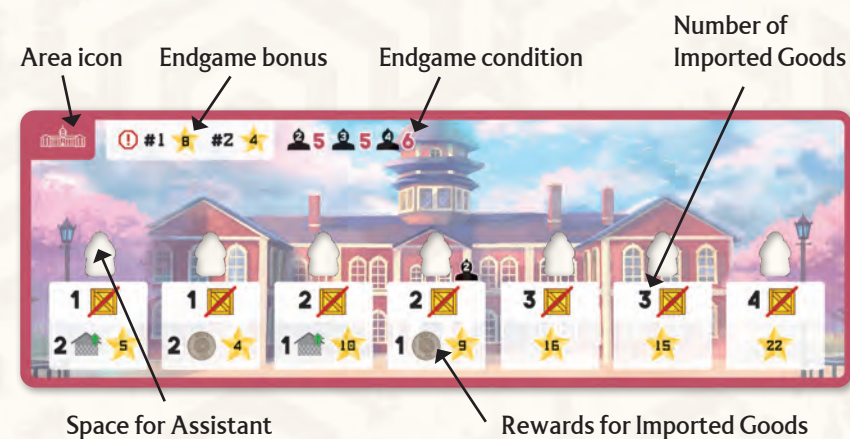 Number of
Area icon Endgame bonus Endgame condition Imported Goods
#1 8 #2 4 2 5 3 5 4 6
2
1 1 2 2 3 3 4
2 5 2 4 1 10 1 9 16 15 22
Space for Assistant Rewards for Imported Goods